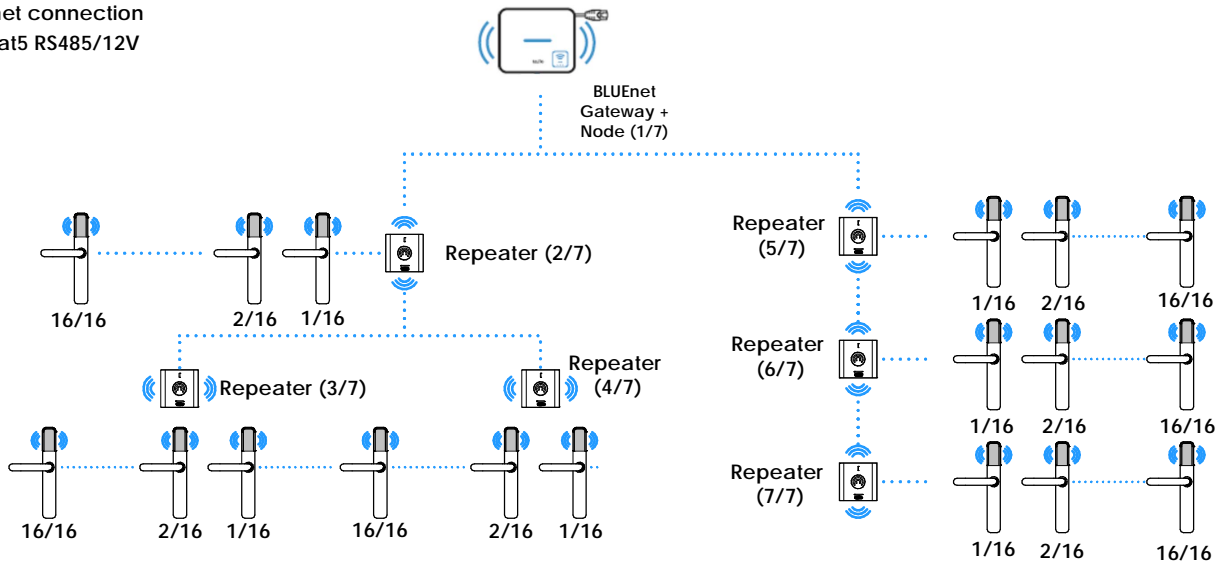 net connection
at5 RS485/12V
BLUEnet
Gateway +
Node (1/7)
Repeater (2/7)
16/16
2/16
1/16
Repeater (3/7)
Repeater
(4/7)
16/16
2/16
1/16
16/16
2/16
1/16
Repeater
(5/7)
1/16
2/16
16/16
Repeater
(6/7)
1/16
2/16
16/16
Repeater
(7/7)
1/16
2/16
16/16